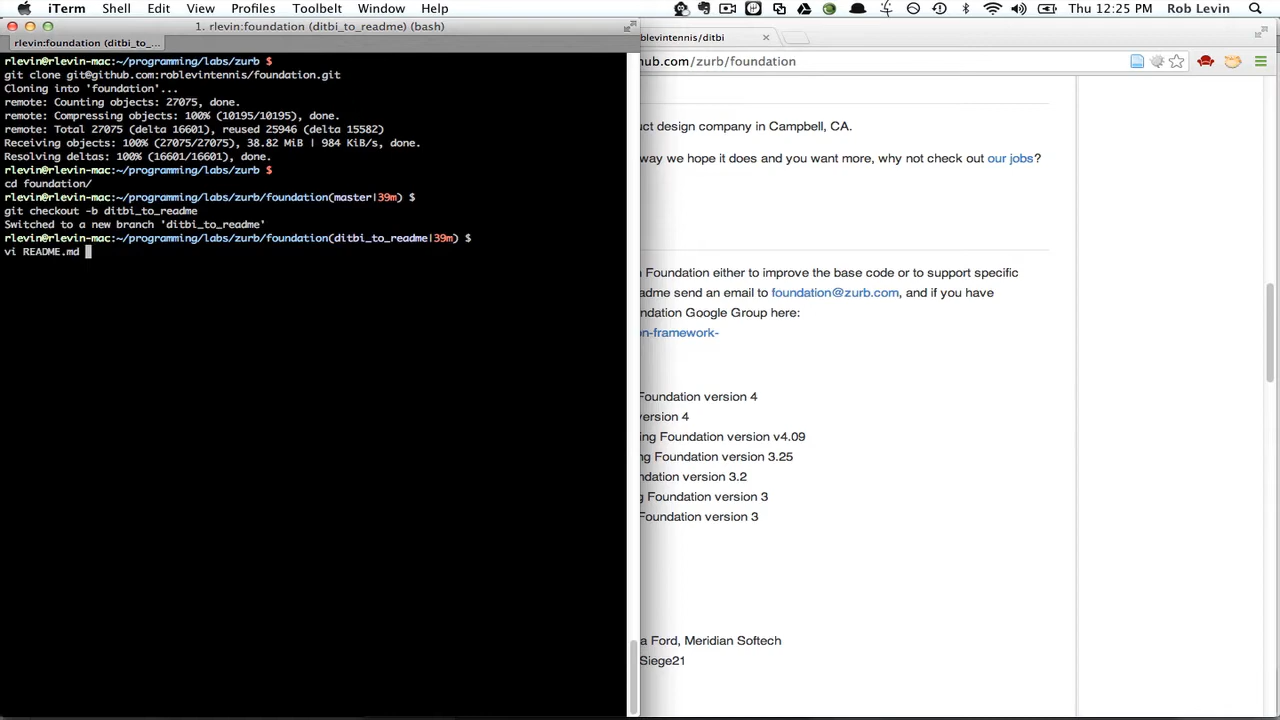 iTerm Shell Edit View Profiles Toolbelt Window Help Thu 12:25 PM Rob Levin
1. rlevin:foundation (ditbi_to_readme) (bash)
rlevin:foundation (ditbi_to_...
rlevin@rlevin-mac:~/programming/labs/zurb $
git clone git@github.com:roblevintennis/foundation.git
Cloning into 'foundation'...
remote: Counting objects: 27075, done.
remote: Compressing objects: 100% (10195/10195), done.
remote: Total 27075 (delta 16601), reused 25946 (delta 15582)
Receiving objects: 100% (27075/27075), 38.82 MiB | 984 KiB/s, done.
Resolving deltas: 100% (16601/16601), done.
rlevin@rlevin-mac:~/programming/labs/zurb $
cd foundation/
rlevin@rlevin-mac:~/programming/labs/zurb/foundation(master|39m) $
git checkout -b ditbi_to_readme
Switched to a new branch 'ditbi_to_readme'
rlevin@rlevin-mac:~/programming/labs/zurb/foundation(ditbi_to_readme|39m) $
vi README.md
blevintennis/ditbi
ub.com/zurb/foundation
uct design company in Campbell, CA.
way we hope it does and you want more, why not check out our jobs?
n Foundation either to improve the base code or to support specific
adme send an email to foundation@zurb.com, and if you have
ndation Google Group here:
on-framework-
Foundation version 4
version 4
ing Foundation version v4.09
ng Foundation version 3.25
ndation version 3.2
g Foundation version 3
Foundation version 3
a Ford, Meridian Softech
Siege21